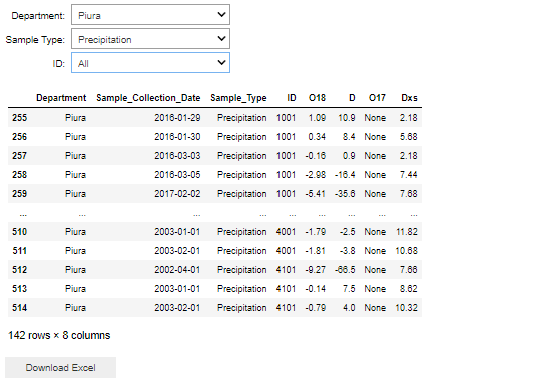 Department: Piura
Sample Type: Precipitation
ID: All
Department Sample_Collection_Date Sample_Type ID O18 D O17 Dxs
255 Piura 2016-01-29 Precipitation 1001 1.09 10.9 None 2.18
256 Piura 2016-01-30 Precipitation 1001 0.34 8.4 None 5.68
257 Piura 2016-03-03 Precipitation 1001 -0.16 0.9 None 2.18
258 Piura 2016-03-05 Precipitation 1001 -2.98 -16.4 None 7.44
259 Piura 2017-02-02 Precipitation 1001 -5.41 -35.6 None 7.68
... ... ... ... ... ... ... ... ...
510 Piura 2003-01-01 Precipitation 4001 -1.79 -2.5 None 11.82
511 Piura 2003-02-01 Precipitation 4001 -1.81 -3.8 None 10.68
512 Piura 2002-04-01 Precipitation 4101 -9.27 -66.5 None 7.66
513 Piura 2003-01-01 Precipitation 4101 -0.14 7.5 None 8.62
514 Piura 2003-02-01 Precipitation 4101 -0.79 4.0 None 10.32
142 rows × 8 columns
Download Excel